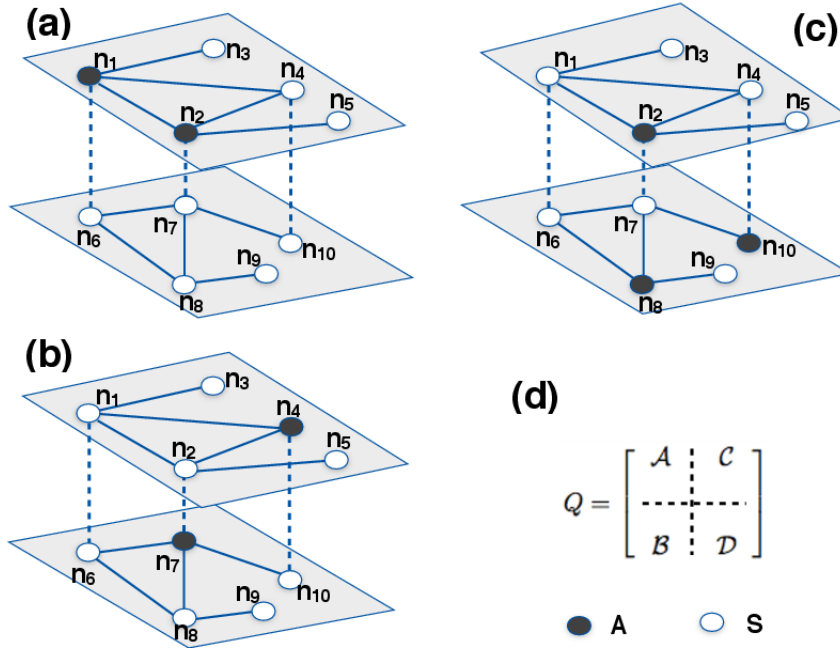 (a)
n₁
n₃
n₄
n₂
n₅
n₆
n₇
n₈
n₉
n₁₀
(c)
n₁
n₃
n₄
n₂
n₅
n₆
n₇
n₈
n₉
n₁₀
(b)
n₁
n₃
n₄
n₂
n₅
n₆
n₇
n₈
n₉
n₁₀
(d)
Q = [ 𝒜 𝒞
ℬ 𝒟 ]
A S